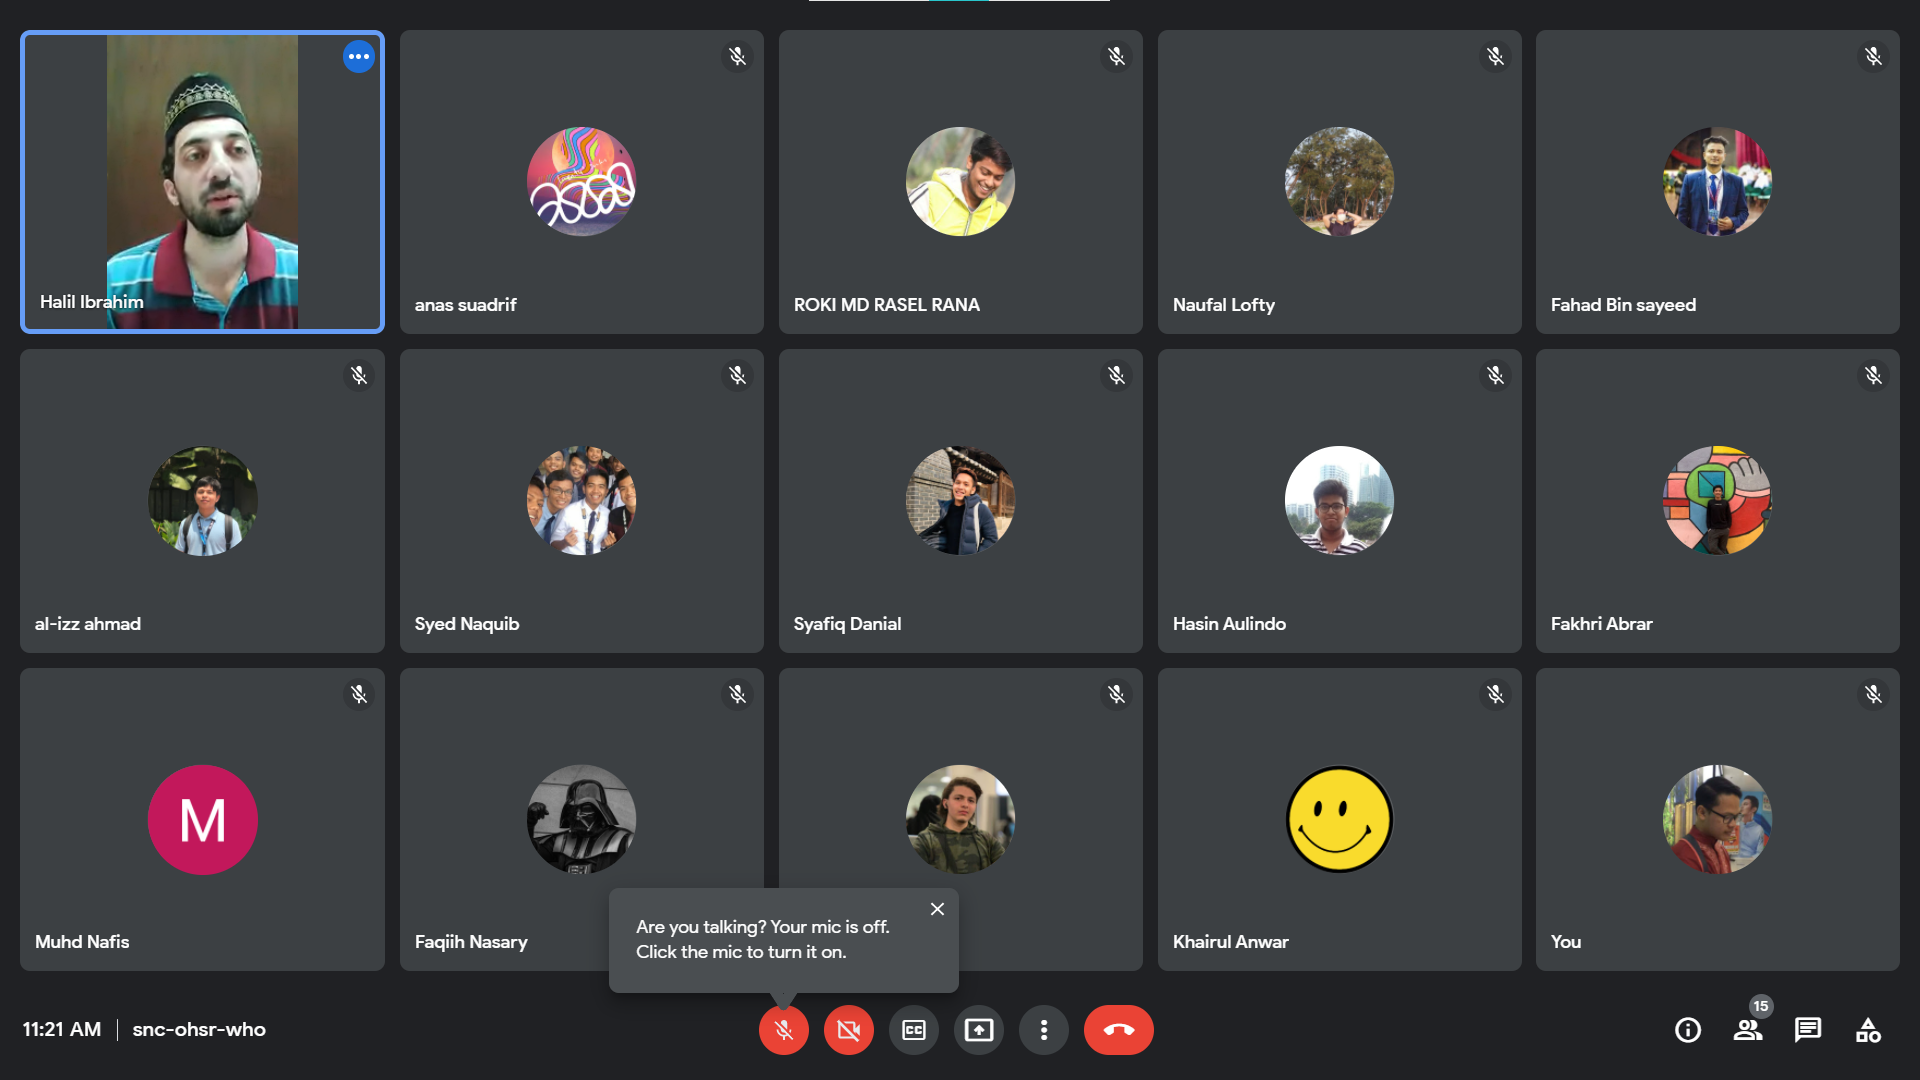 Halil Ibrahim
anas suadrif
ROKI MD RASEL RANA
Naufal Lofty
Fahad Bin sayeed
al-izz ahmad
Syed Naquib
Syafiq Danial
Hasin Aulindo
Fakhri Abrar
M
Muhd Nafis
Faqiih Nasary
Khairul Anwar
You
Are you talking? Your mic is off.
Click the mic to turn it on.
11:21 AM | snc-ohsr-who
CC
15